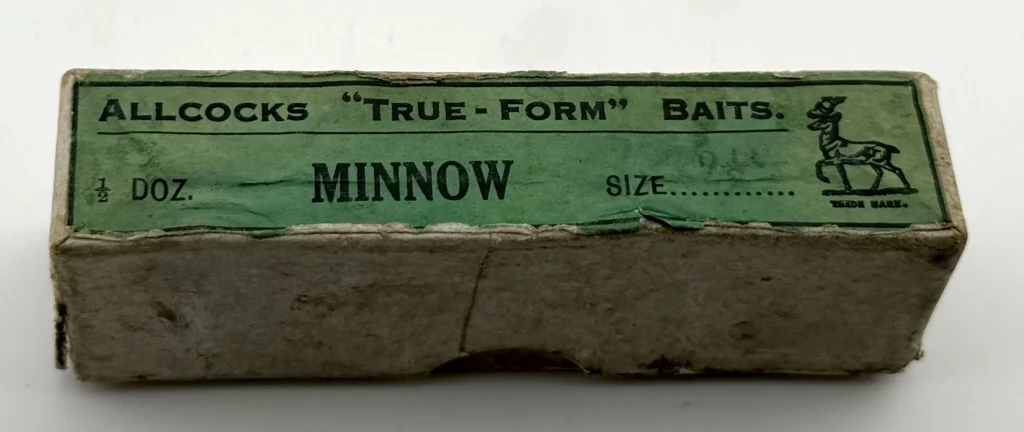 ALLCOCKS "TRUE-FORM" BAITS.
½ DOZ. MINNOW SIZE............
TRADE MARK.